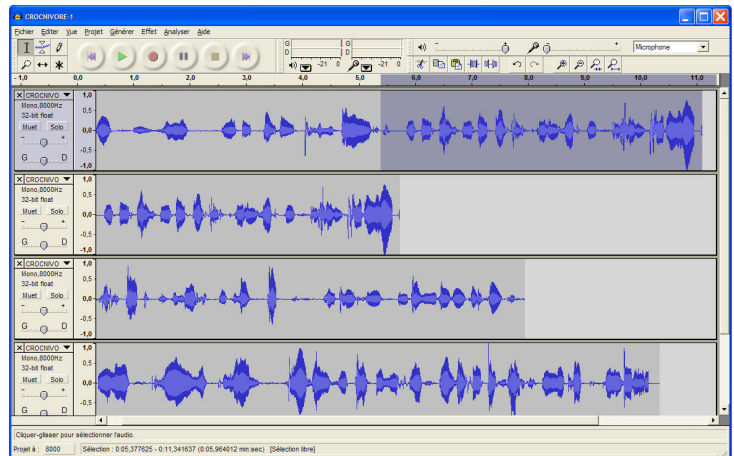 CROCNIVORE-1
Fichier Editer Vue Projet Générer Effet Analyser Aide
G G
D D
-21 0 -21 0
- +
- +
Microphone
- 1,0 0,0 1,0 2,0 3,0 4,0 5,0 6,0 7,0 8,0 9,0 10,0 11,0
CROCNIVO 1,0
Mono,8000Hz
32-bit float 0,5
Muet Solo
- + 0,0
-0,5
G D
-1,0
CROCNIVO 1,0
Mono,8000Hz
32-bit float 0,5
Muet Solo
- + 0,0
-0,5
G D
-1,0
CROCNIVO 1,0
Mono,8000Hz
32-bit float 0,5
Muet Solo
- + 0,0
-0,5
G D
-1,0
CROCNIVO 1,0
Mono,8000Hz
32-bit float 0,5
Muet Solo
- + 0,0
-0,5
G D
Cliquer-glisser pour sélectionner l'audio.
Projet à : 8000 Sélection : 0:05,377625 - 0:11,341637 (0:05,964012 min:sec) [Sélection libre]